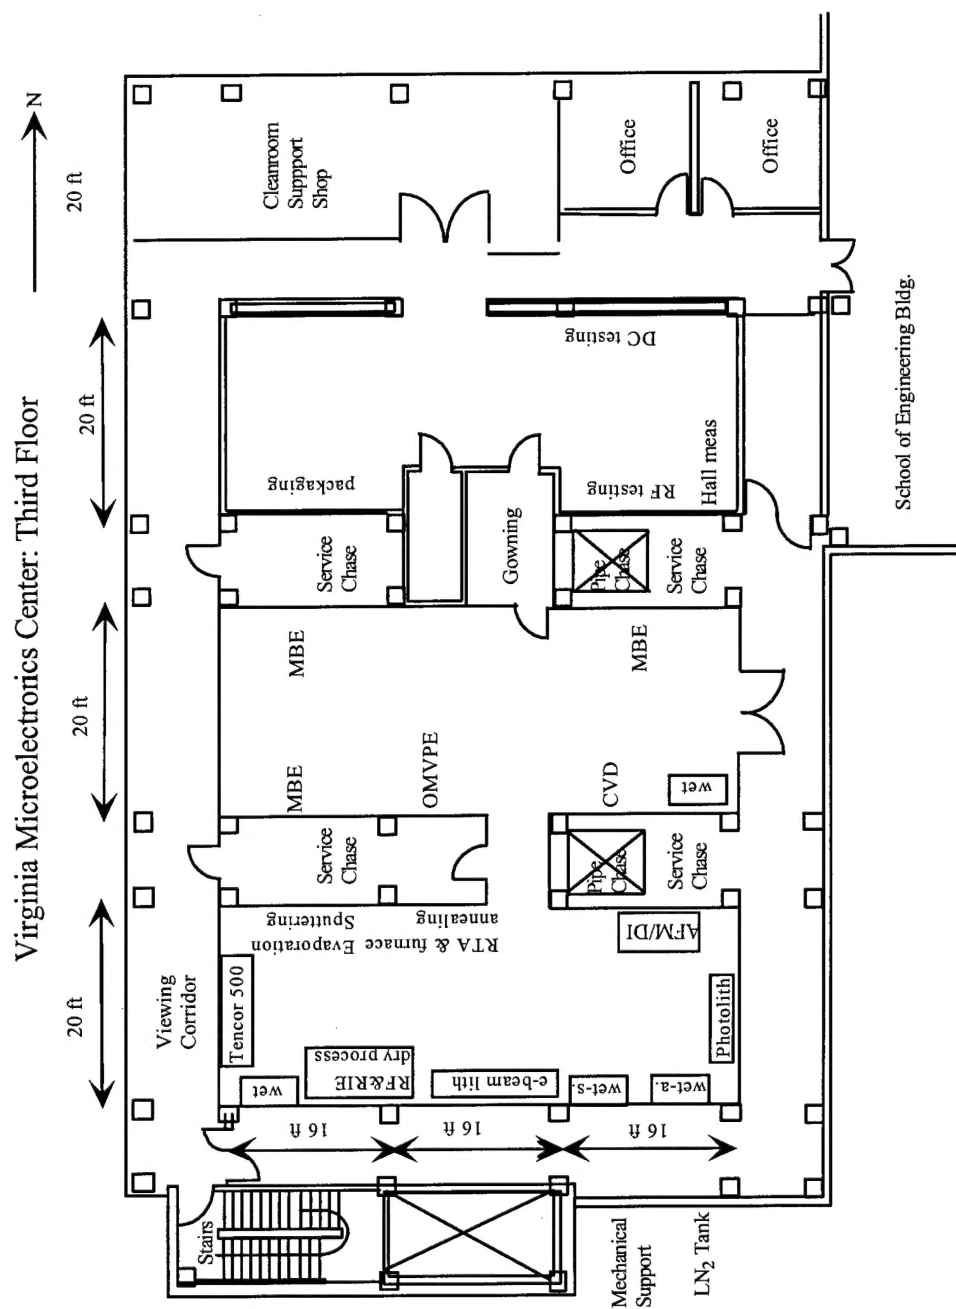 Virginia Microelectronics Center: Third Floor
N
20 ft
20 ft
20 ft
20 ft
Cleanroom
Suppport
Shop
Office
Office
DC testing
packaging
RF testing
Hall meas
School of Engineering Bldg.
Service
Chase
Gowning
Pipe
Chase
Service
Chase
MBE
MBE
MBE
OMVPE
CVD
wet
Service
Chase
Pipe
Chase
Service
Chase
Viewing
Corridor
Tencor 500
Sputtering
Evaporation
RTA & furnace
annealing
AFM/DI
Photolith
wet
RF&RIE
dry process
e-beam lith
wet-s.
wet-a.
16 ft
16 ft
16 ft
Stairs
Mechanical
Support
LN₂ Tank